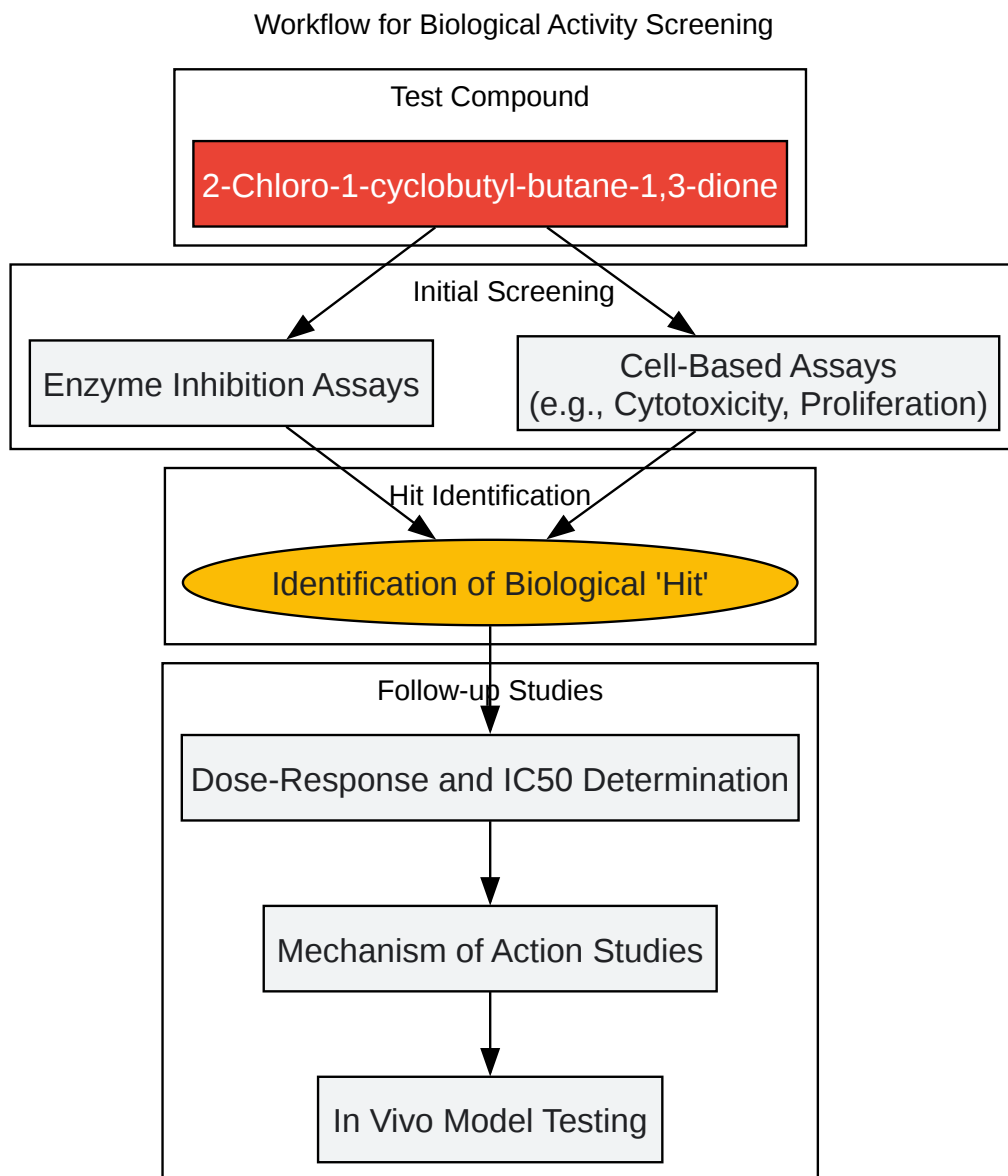 Workflow for Biological Activity Screening
Test Compound
2-Chloro-1-cyclobutyl-butane-1,3-dione
Initial Screening
Enzyme Inhibition Assays
Cell-Based Assays
(e.g., Cytotoxicity, Proliferation)
Hit Identification
Identification of Biological 'Hit'
Follow-up Studies
Dose-Response and IC50 Determination
Mechanism of Action Studies
In Vivo Model Testing